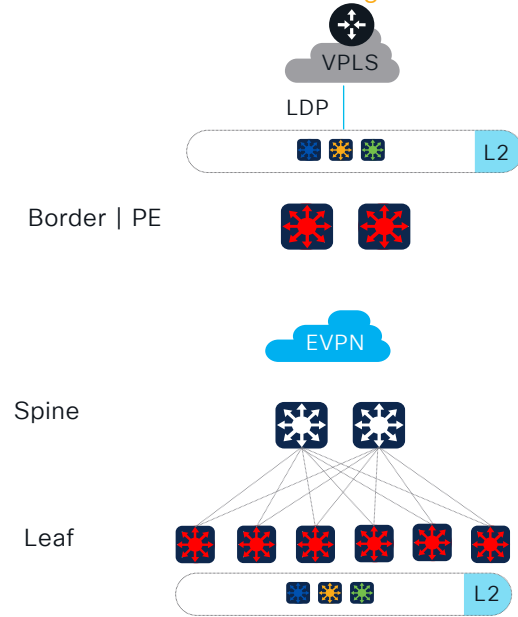 VPLS
LDP
L2
Border | PE
EVPN
Spine
Leaf
L2